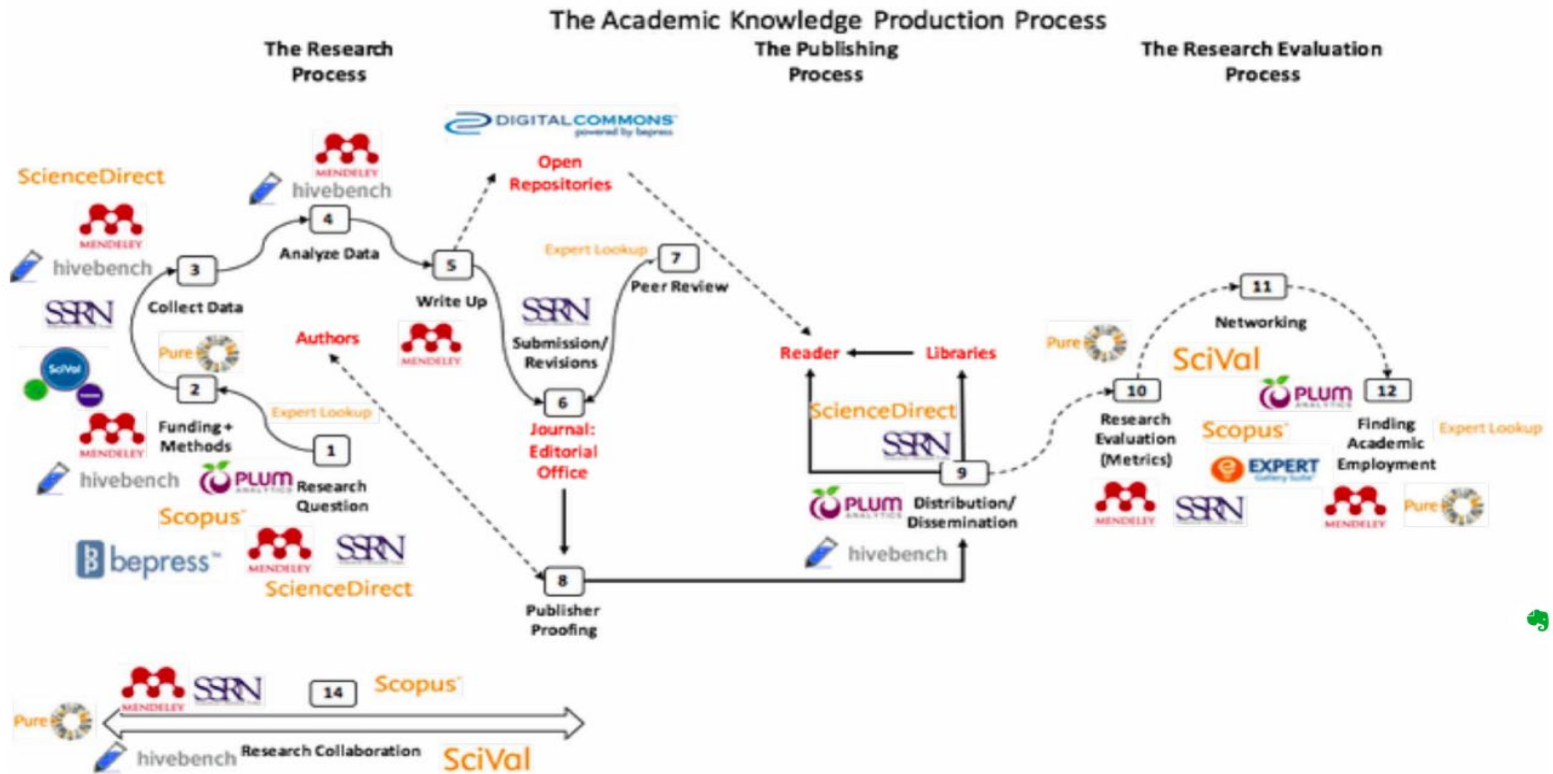 The Academic Knowledge Production Process
The Research
Process
The Publishing
Process
The Research Evaluation
Process
DIGITALCOMMONS™
powered by bepress
Open
Repositories
MENDELEY
hivebench
4
Analyze Data
ScienceDirect
MENDELEY
hivebench
3
Collect Data
SSRN
Pure
SciVal
2
Funding +
Methods
MENDELEY
hivebench
Expert Lookup
1
Research
Question
PLUM
ANALYTICS
Scopus
bepress™
MENDELEY
SSRN
ScienceDirect
5
Write Up
MENDELEY
Authors
Expert Lookup
7
Peer Review
SSRN
Submission/
Revisions
6
Journal:
Editorial
Office
8
Publisher
Proofing
Reader
Libraries
ScienceDirect
SSRN
9
Distribution/
Dissemination
PLUM
ANALYTICS
hivebench
11
Networking
Pure
SciVal
10
Research
Evaluation
(Metrics)
PLUM
ANALYTICS
12
Finding
Academic
Employment
Scopus
Expert Lookup
EXPERT
Gallery Suite
MENDELEY
SSRN
MENDELEY
Pure
MENDELEY
SSRN
14
Scopus
Pure
hivebench
Research Collaboration
SciVal